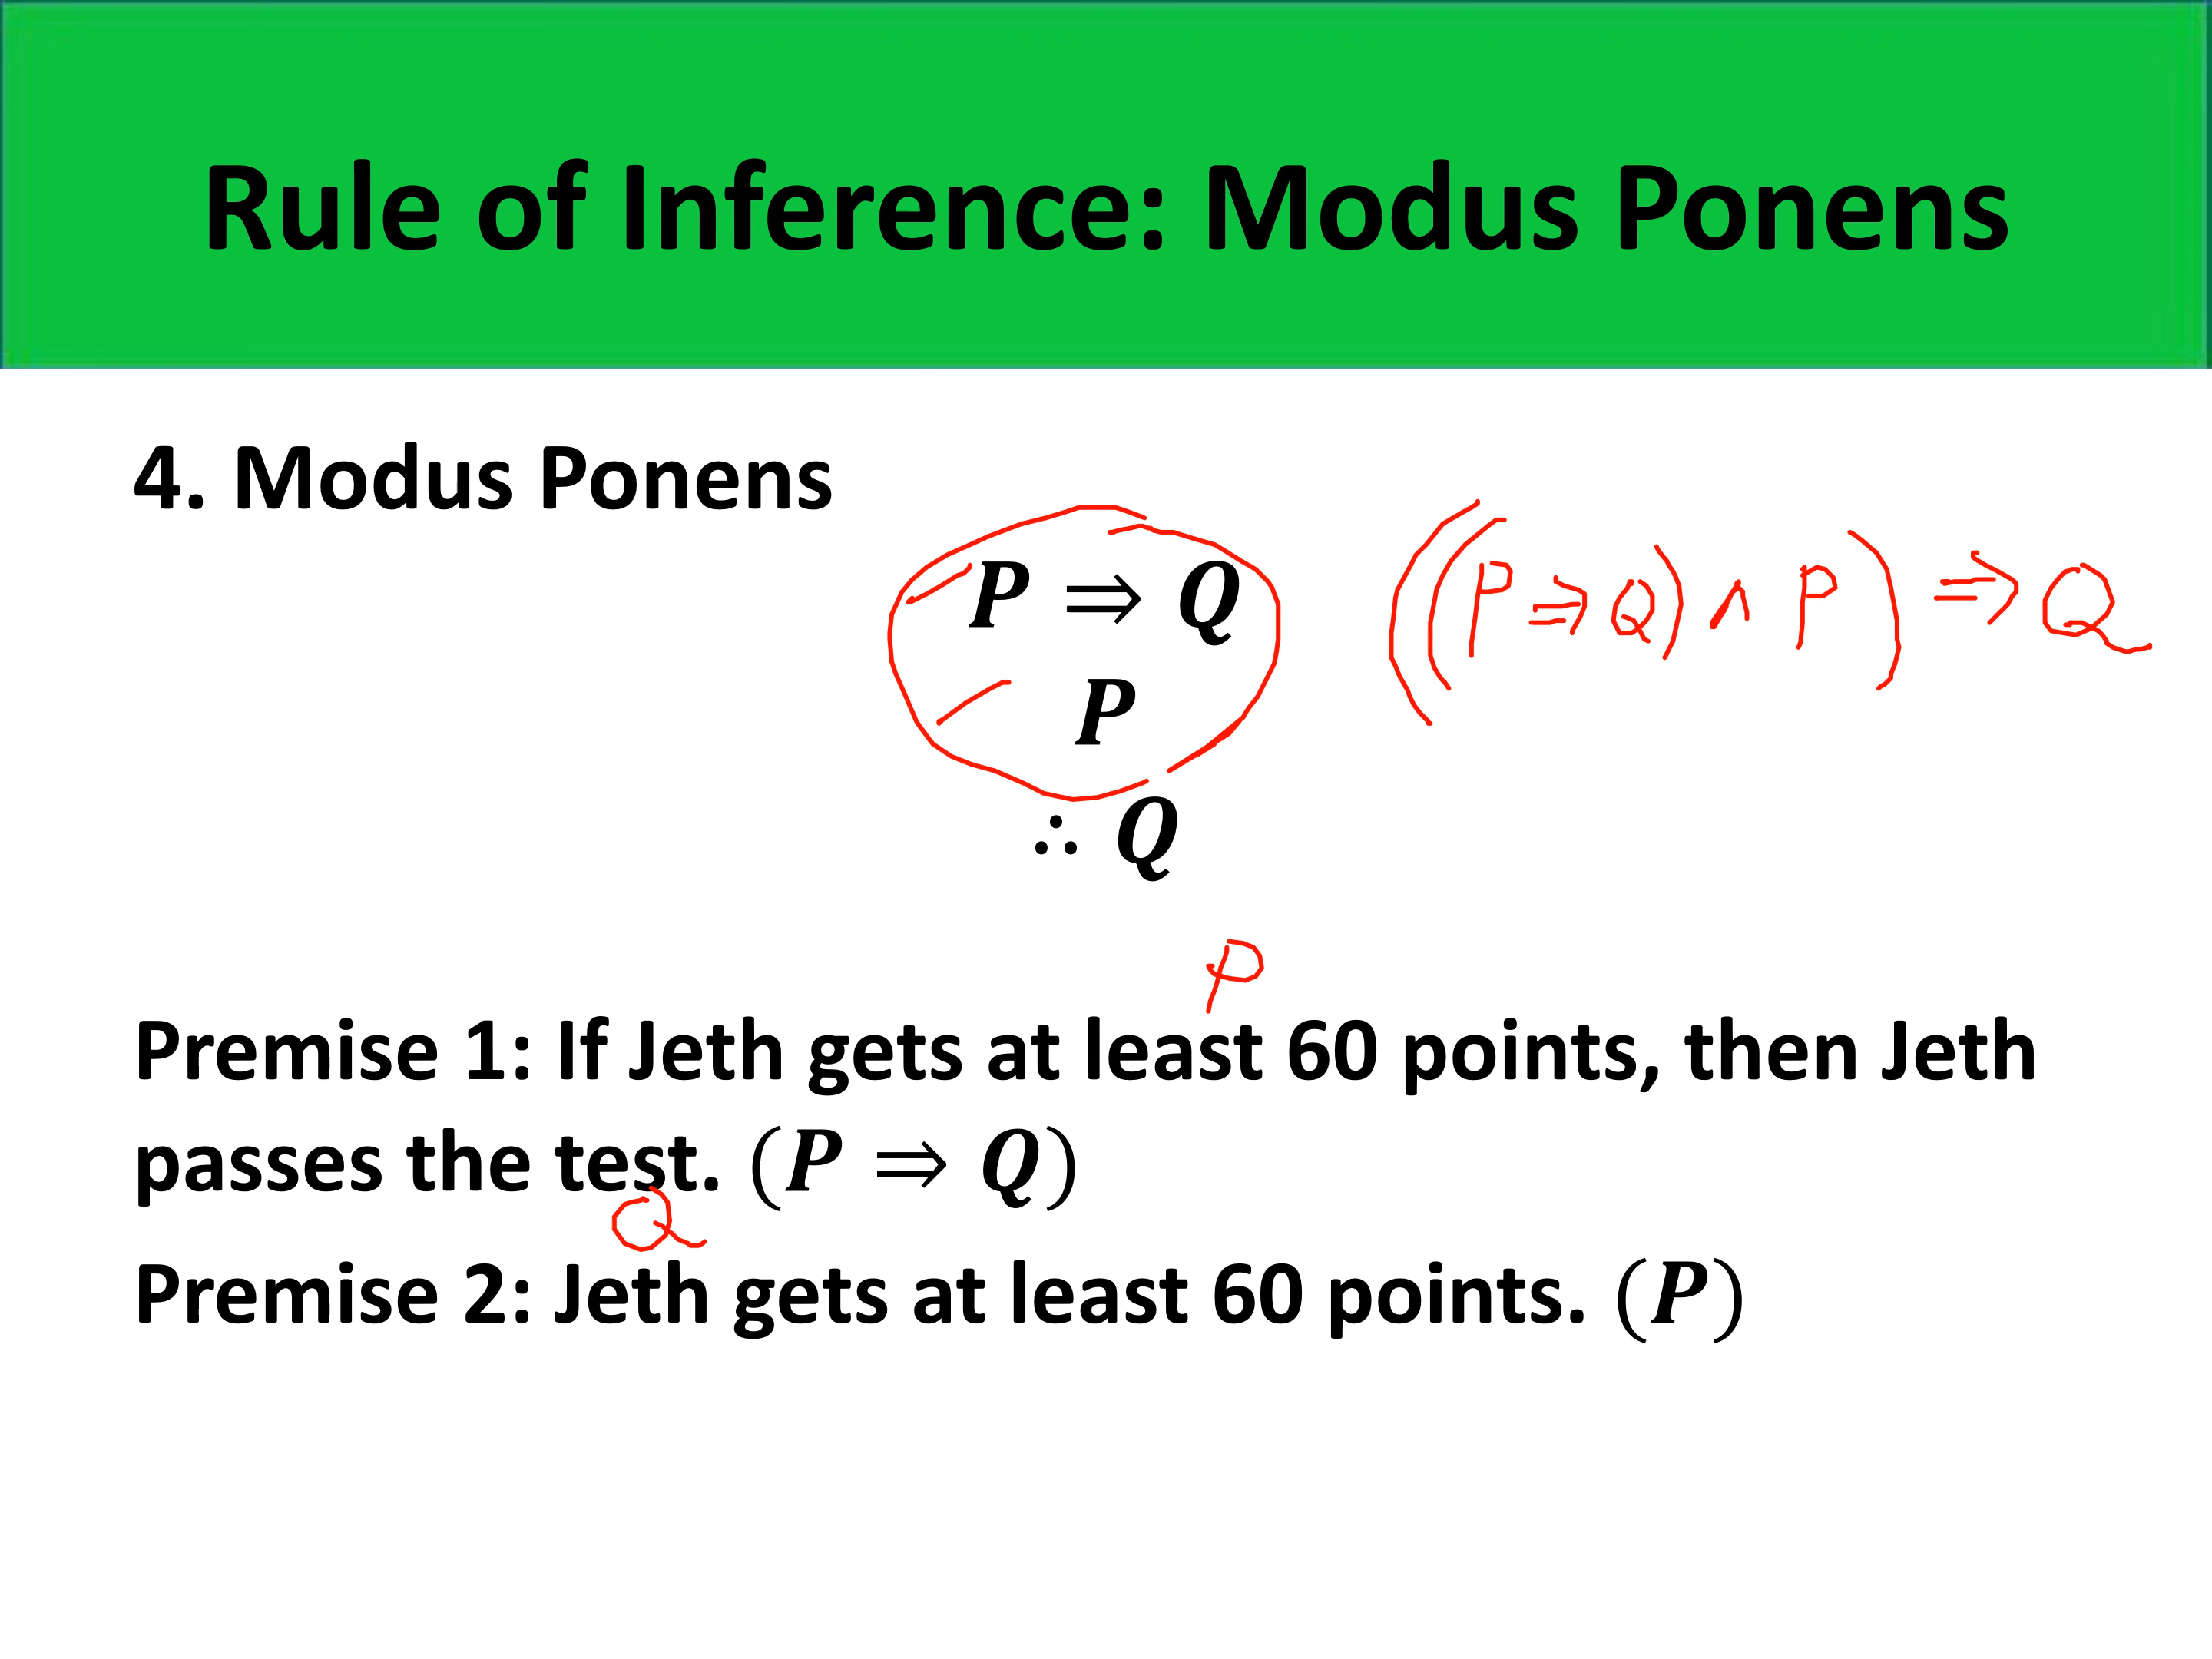 Rule of Inference: Modus Ponens
4. Modus Ponens
P ⟹ Q
((P ⇒ Q) ∧ P) ⇒ Q
P
∴ Q
P
Premise 1: If Jeth gets at least 60 points, then Jeth
passes the test. (P ⟹ Q)
Q
Premise 2: Jeth gets at least 60 points. (P)